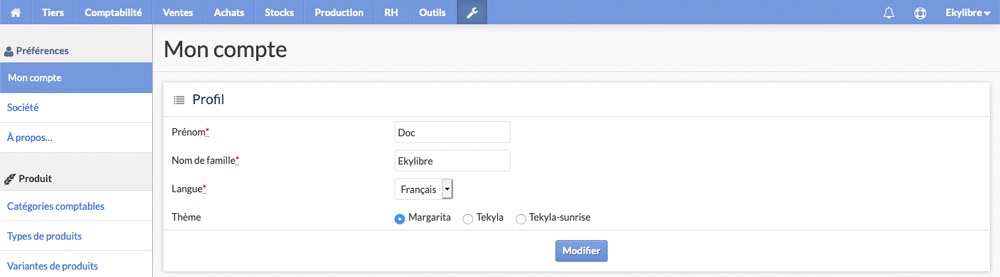 Tiers Comptabilité Ventes Achats Stocks Production RH Outils Ekylibre
Préférences
Mon compte
Société
À propos...
Produit
Catégories comptables
Types de produits
Variantes de produits
Mon compte
Profil
Prénom* Doc
Nom de famille* Ekylibre
Langue* Français
Thème Margarita Tekyla Tekyla-sunrise
Modifier